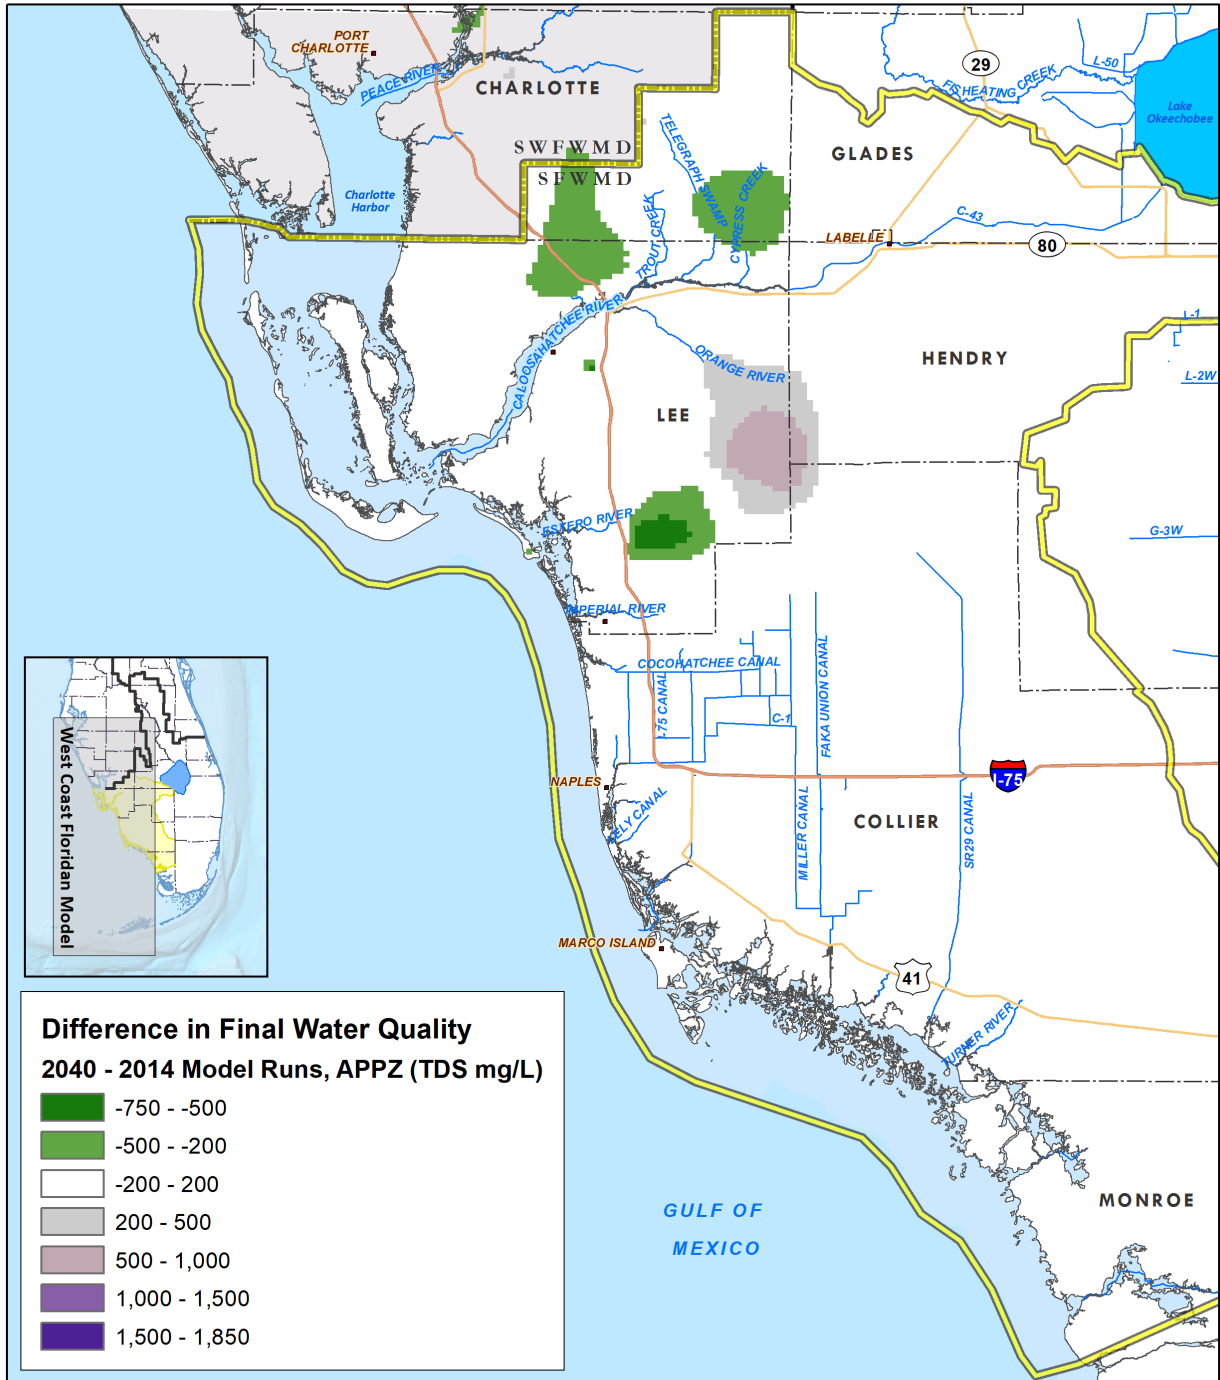 PORT
CHARLOTTE
PEACE RIVER
CHARLOTTE
29
L-50
FISHEATING CREEK
Lake
Okeechobee
TELEGRAPH SWAMP
SWFWMD
SFWMD
GLADES
CYPRESS CREEK
Charlotte
Harbor
TROUT CREEK
C-43
LABELLE
80
CALOOSAHATCHEE RIVER
L-1
ORANGE RIVER
HENDRY
L-2W
LEE
ESTERO RIVER
G-3W
IMPERIAL RIVER
COCOHATCHEE CANAL
I-75 CANAL
C-1
FAKA UNION CANAL
NAPLES
I-75
MILLER CANAL
COLLIER
SR29 CANAL
LELY CANAL
MARCO ISLAND
41
TURNER RIVER
West Coast Floridan Model
MONROE
GULF OF
MEXICO
Difference in Final Water Quality
2040 - 2014 Model Runs, APPZ (TDS mg/L)
-750 - -500
-500 - -200
-200 - 200
200 - 500
500 - 1,000
1,000 - 1,500
1,500 - 1,850